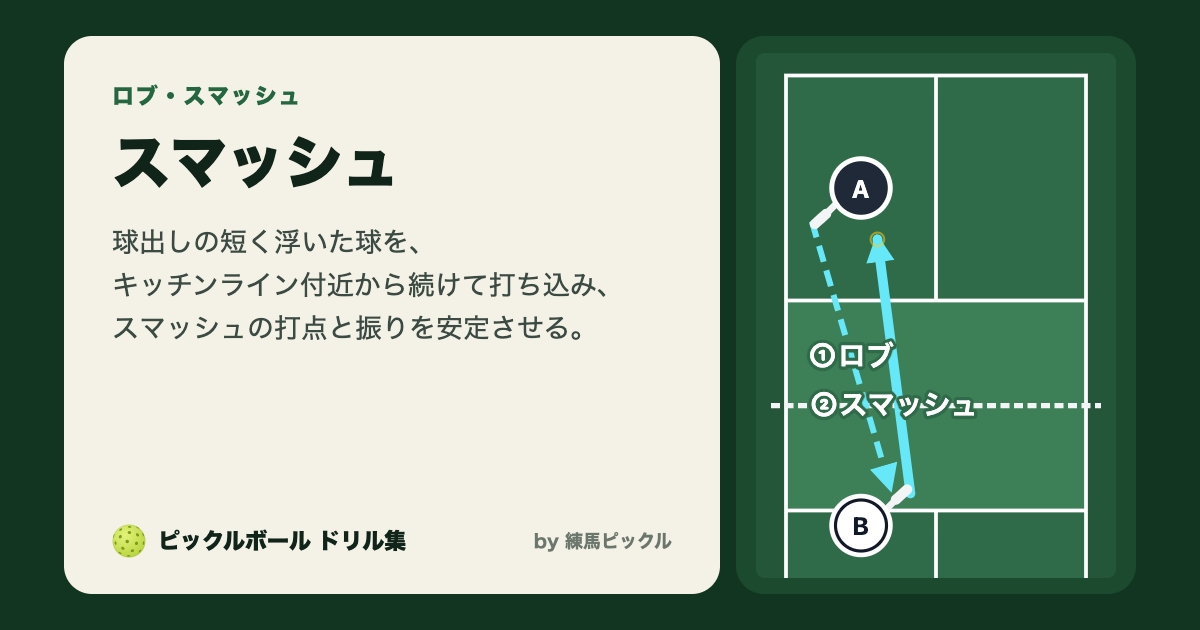 ロブ・スマッシュ
スマッシュ
球出しの短く浮いた球を、
キッチンライン付近から続けて打ち込み、
スマッシュの打点と振りを安定させる。
ピックルボール ドリル集
by 練馬ピックル
A
①ロブ
②スマッシュ
B